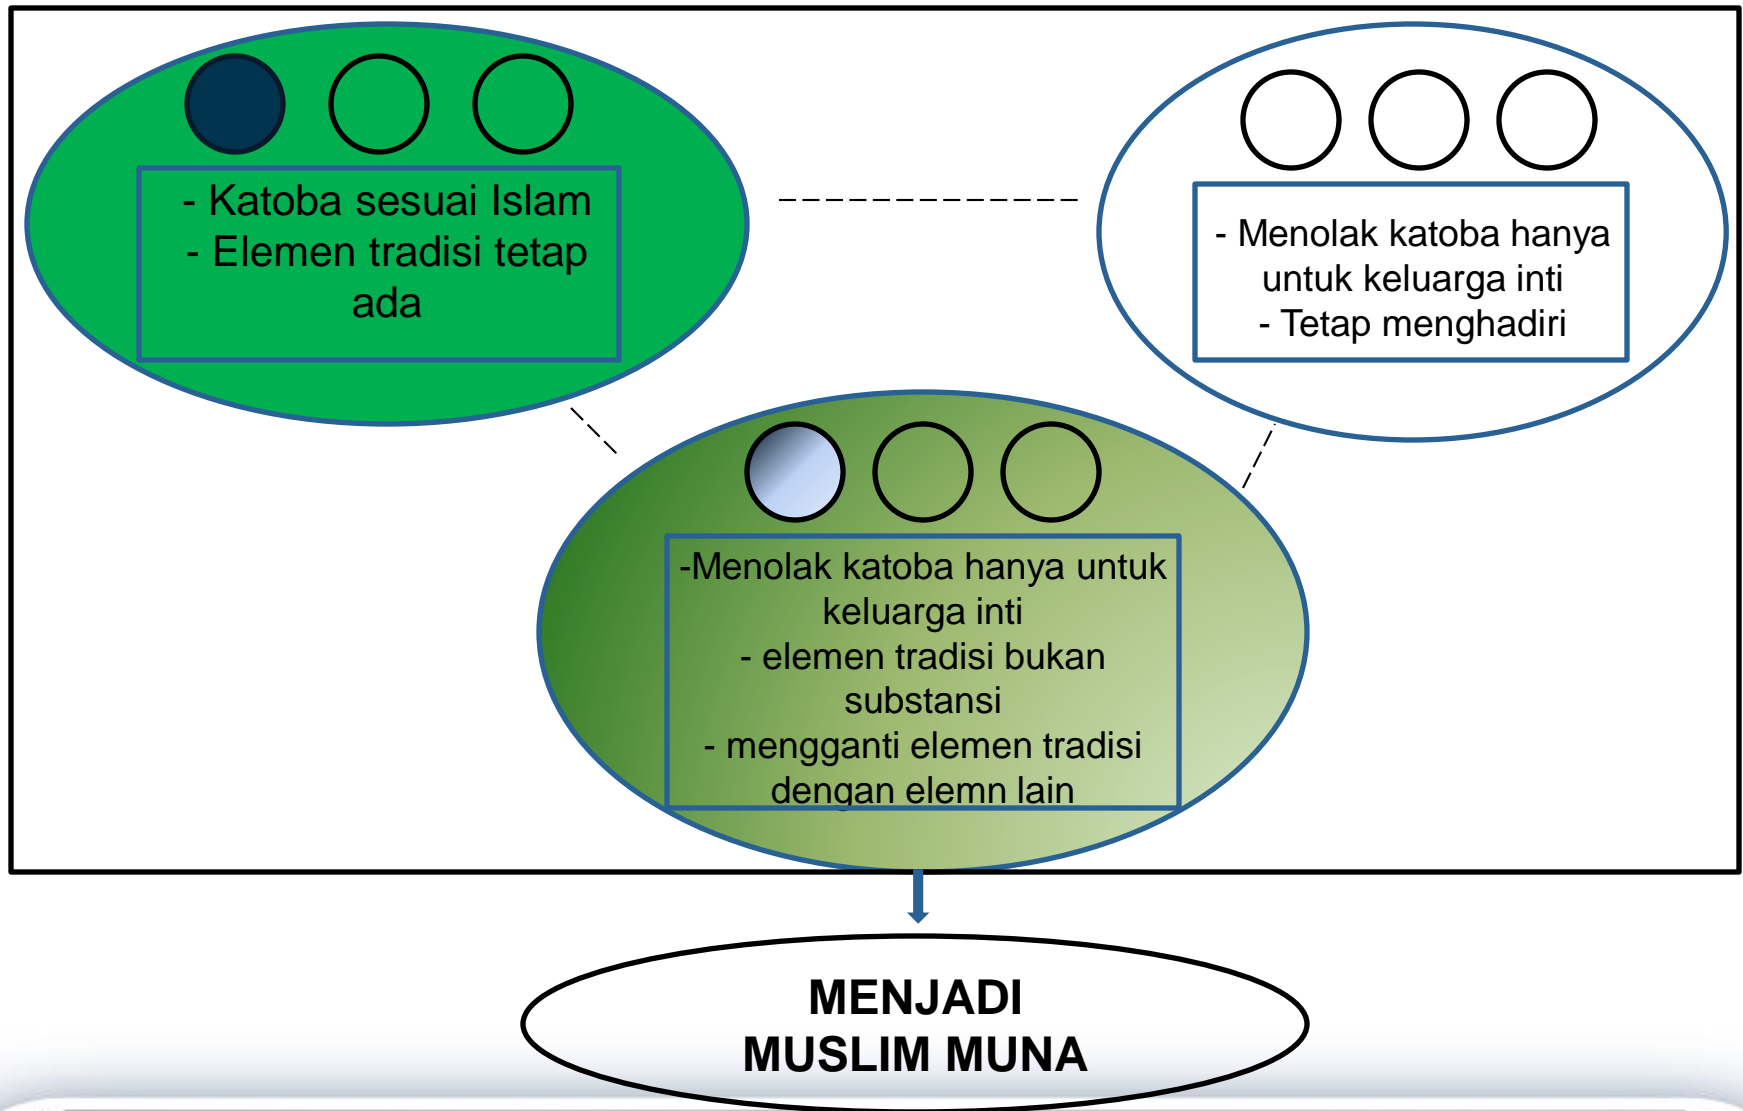 - Katoba sesuai Islam
- Elemen tradisi tetap
ada
- Menolak katoba hanya
untuk keluarga inti
- Tetap menghadiri
-Menolak katoba hanya untuk
keluarga inti
- elemen tradisi bukan
substansi
- mengganti elemen tradisi
dengan elemn lain
MENJADI
MUSLIM MUNA